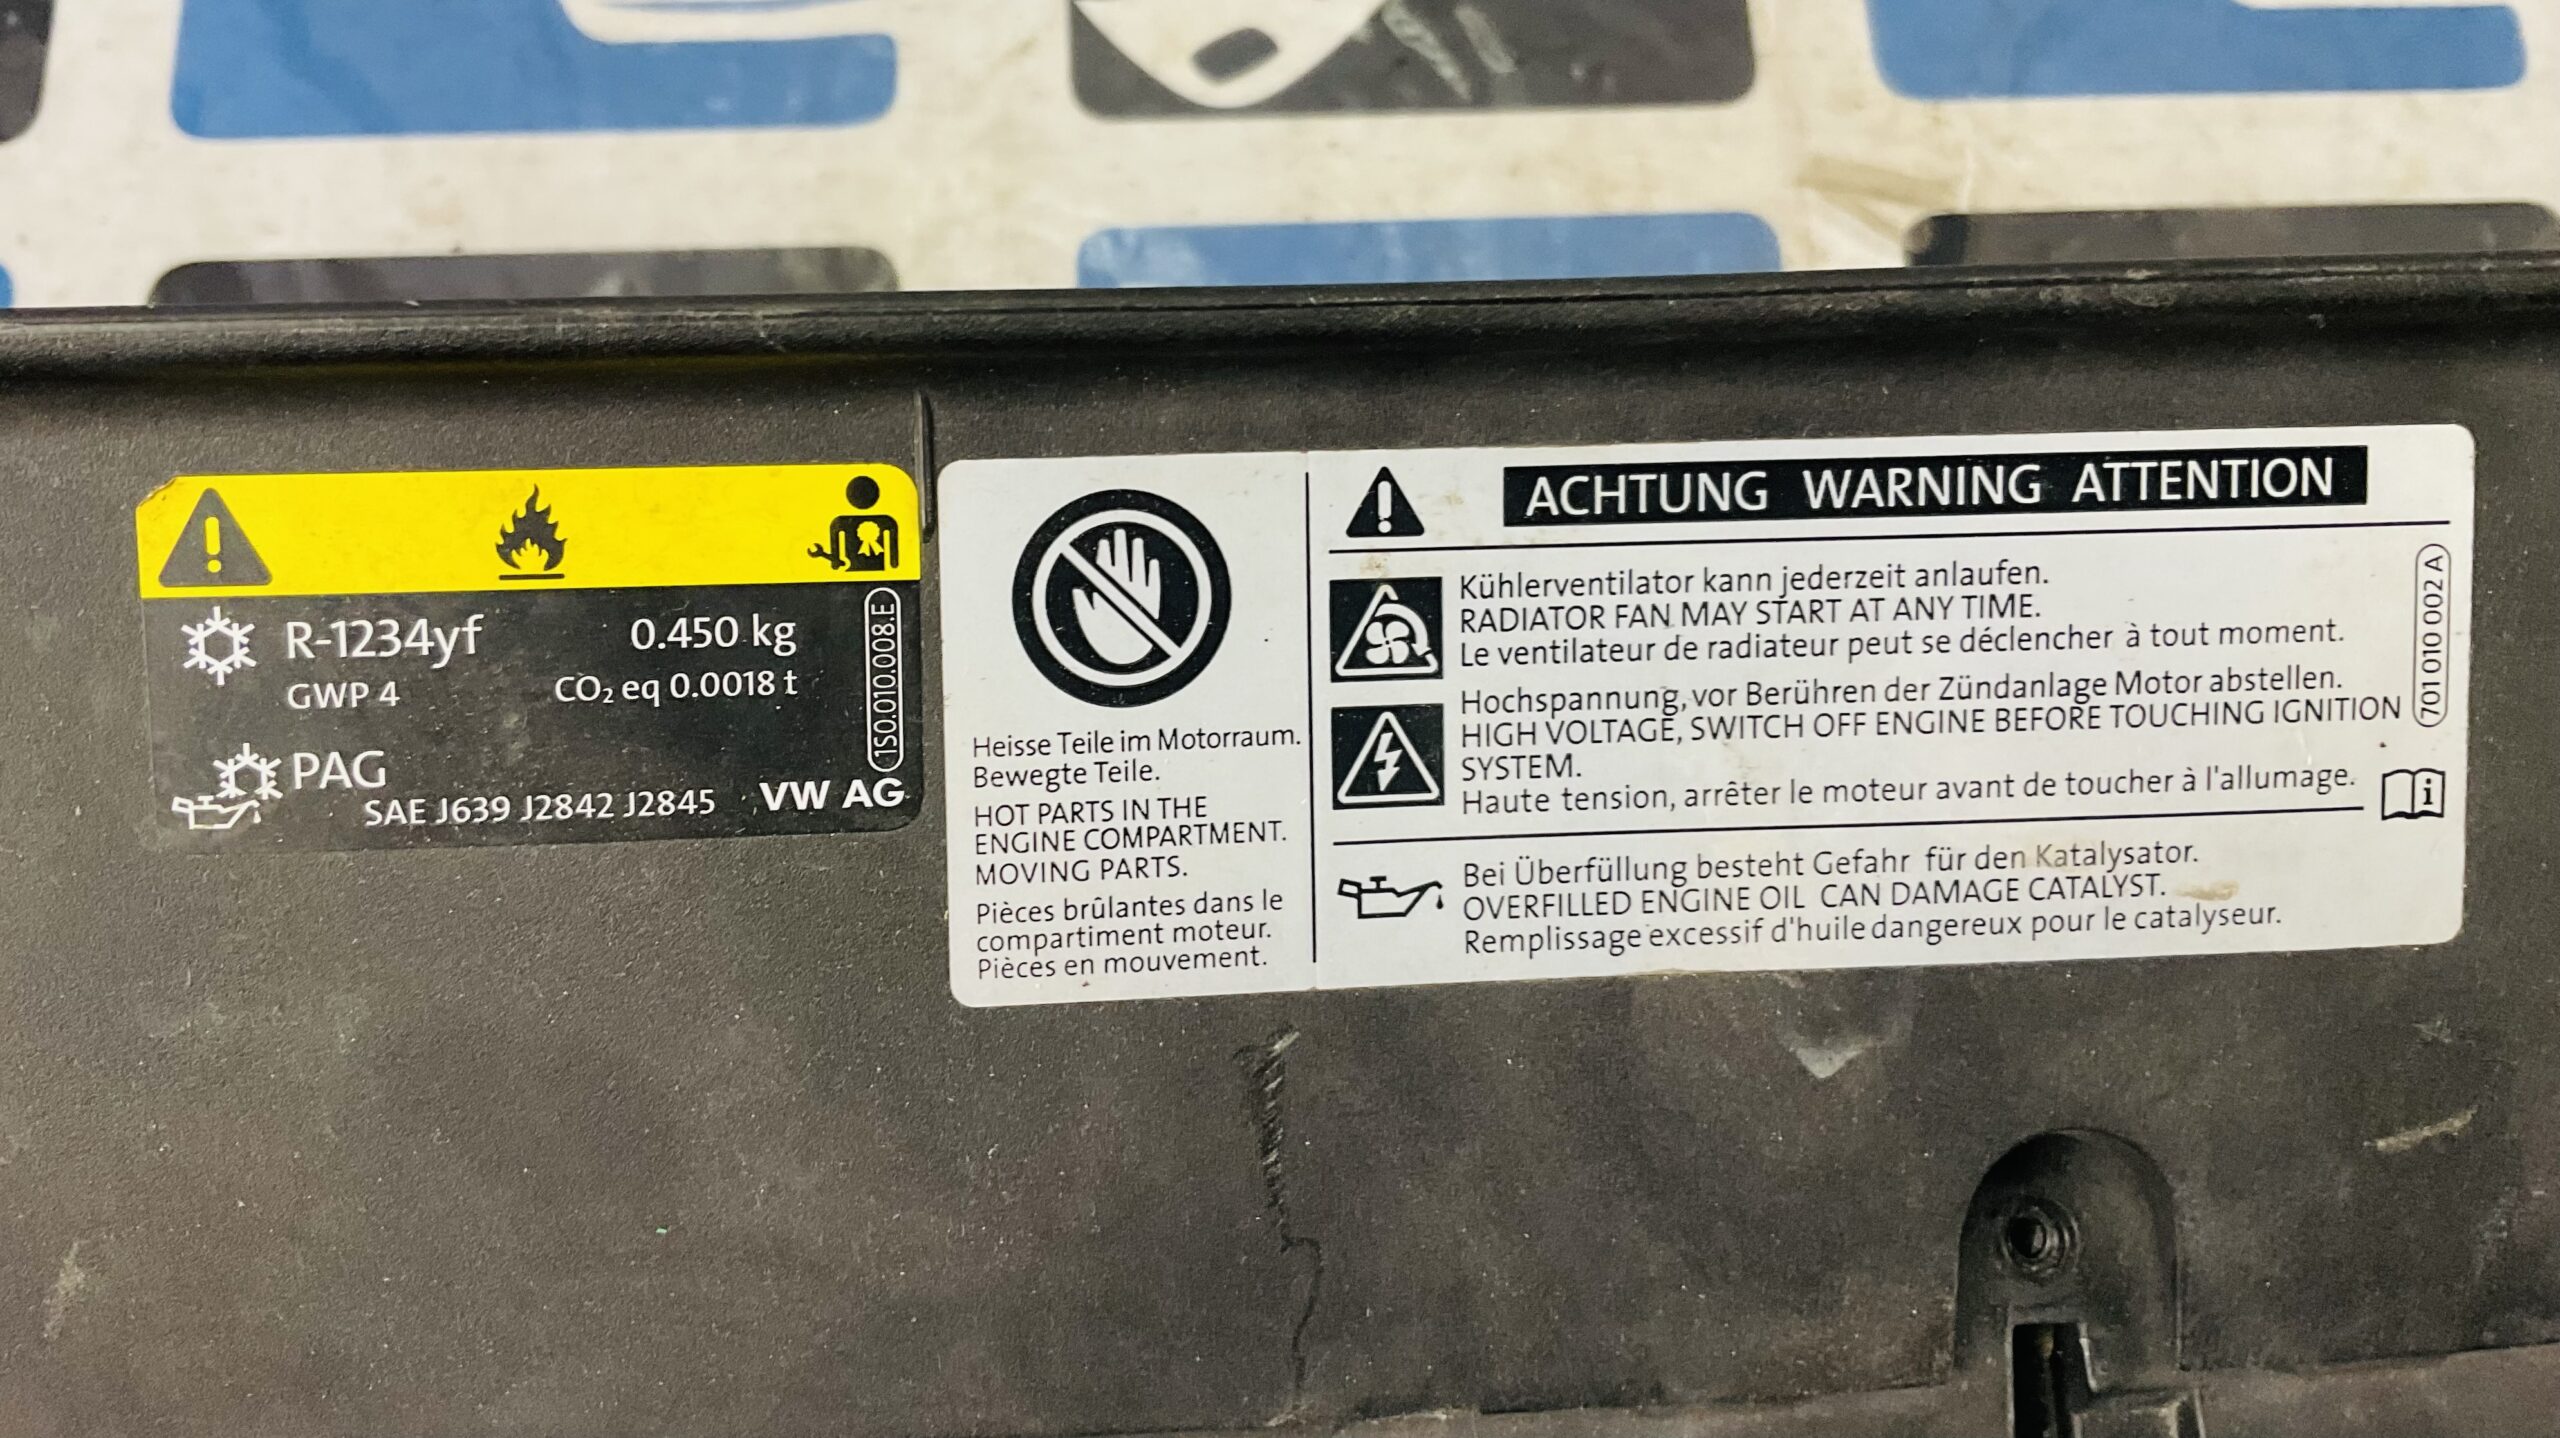 R-1234yf 0.450 kg
GWP 4 CO₂ eq 0.0018 t
PAG
SAE J639 J2842 J2845 VW AG
1S0.010.008.E
Heisse Teile im Motorraum.
Bewegte Teile.
HOT PARTS IN THE
ENGINE COMPARTMENT.
MOVING PARTS.
Pièces brûlantes dans le
compartiment moteur.
Pièces en mouvement.
ACHTUNG WARNING ATTENTION
Kühlerventilator kann jederzeit anlaufen.
RADIATOR FAN MAY START AT ANY TIME.
Le ventilateur de radiateur peut se déclencher à tout moment.
Hochspannung, vor Berühren der Zündanlage Motor abstellen.
HIGH VOLTAGE, SWITCH OFF ENGINE BEFORE TOUCHING IGNITION
SYSTEM.
Haute tension, arrêter le moteur avant de toucher à l'allumage.
Bei Überfüllung besteht Gefahr für den Katalysator.
OVERFILLED ENGINE OIL CAN DAMAGE CATALYST.
Remplissage excessif d'huile dangereux pour le catalyseur.
701 010 002 A